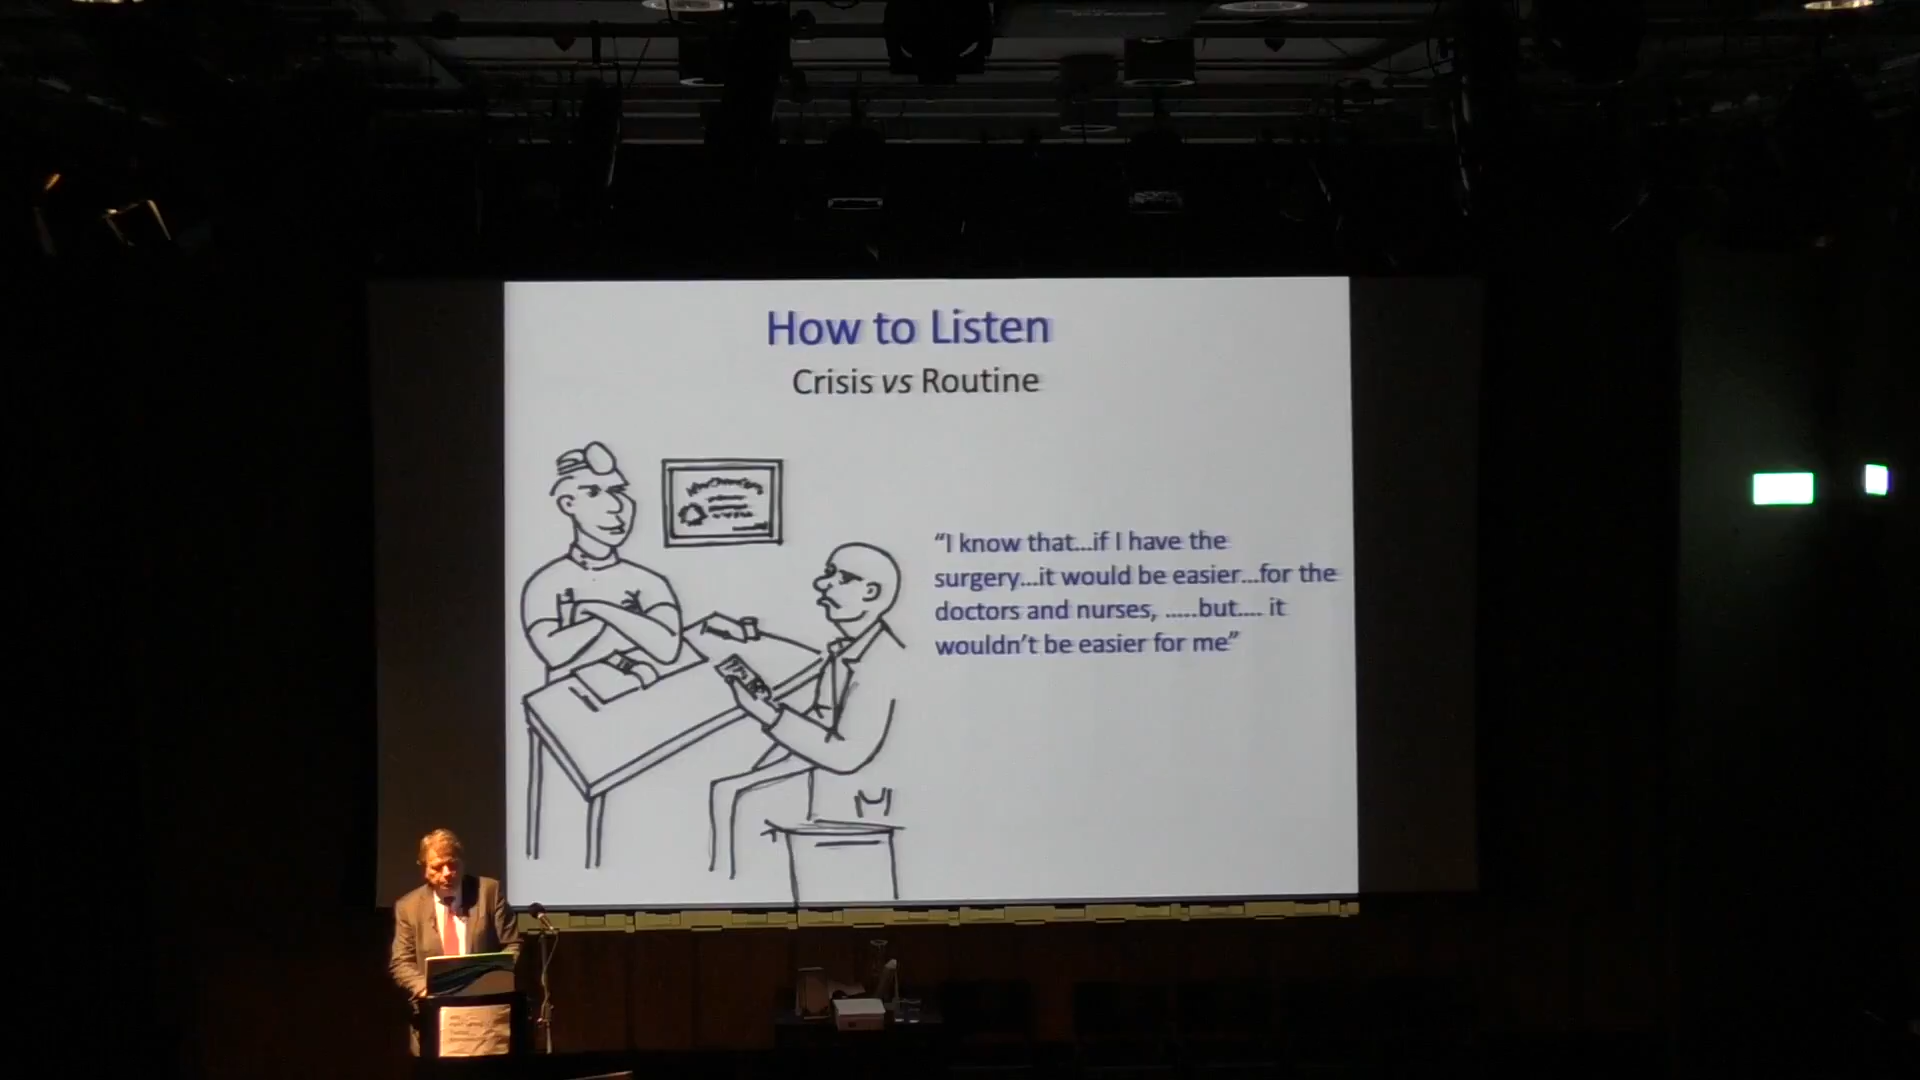 How to Listen
Crisis vs Routine
“I know that...if I have the
surgery...it would be easier...for the
doctors and nurses, .....but.... it
wouldn’t be easier for me”